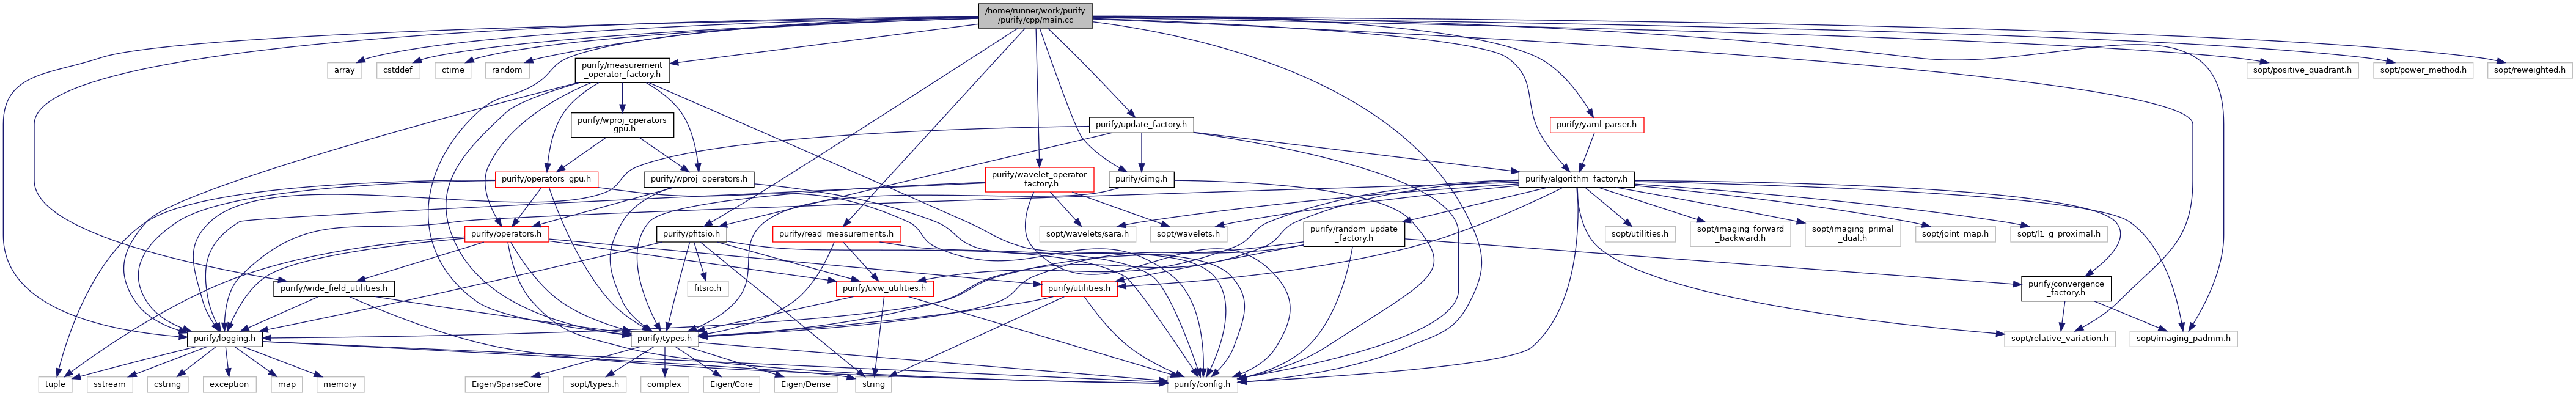 /home/runner/work/purify
/purify/cpp/main.cc
array
cstddef
ctime
random
purify/measurement
_operator_factory.h
sopt/positive_quadrant.h
sopt/power_method.h
sopt/reweighted.h
purify/wproj_operators
_gpu.h
purify/update_factory.h
purify/yaml-parser.h
purify/operators_gpu.h
purify/wproj_operators.h
purify/wavelet_operator
_factory.h
purify/cimg.h
purify/algorithm_factory.h
purify/operators.h
purify/pfitsio.h
purify/read_measurements.h
sopt/wavelets/sara.h
sopt/wavelets.h
purify/random_update
_factory.h
sopt/utilities.h
sopt/imaging_forward
_backward.h
sopt/imaging_primal
_dual.h
sopt/joint_map.h
sopt/l1_g_proximal.h
purify/wide_field_utilities.h
fitsio.h
purify/uvw_utilities.h
purify/utilities.h
purify/convergence
_factory.h
purify/logging.h
purify/types.h
sopt/relative_variation.h
sopt/imaging_padmm.h
tuple
sstream
cstring
exception
map
memory
Eigen/SparseCore
sopt/types.h
complex
Eigen/Core
Eigen/Dense
string
purify/config.h